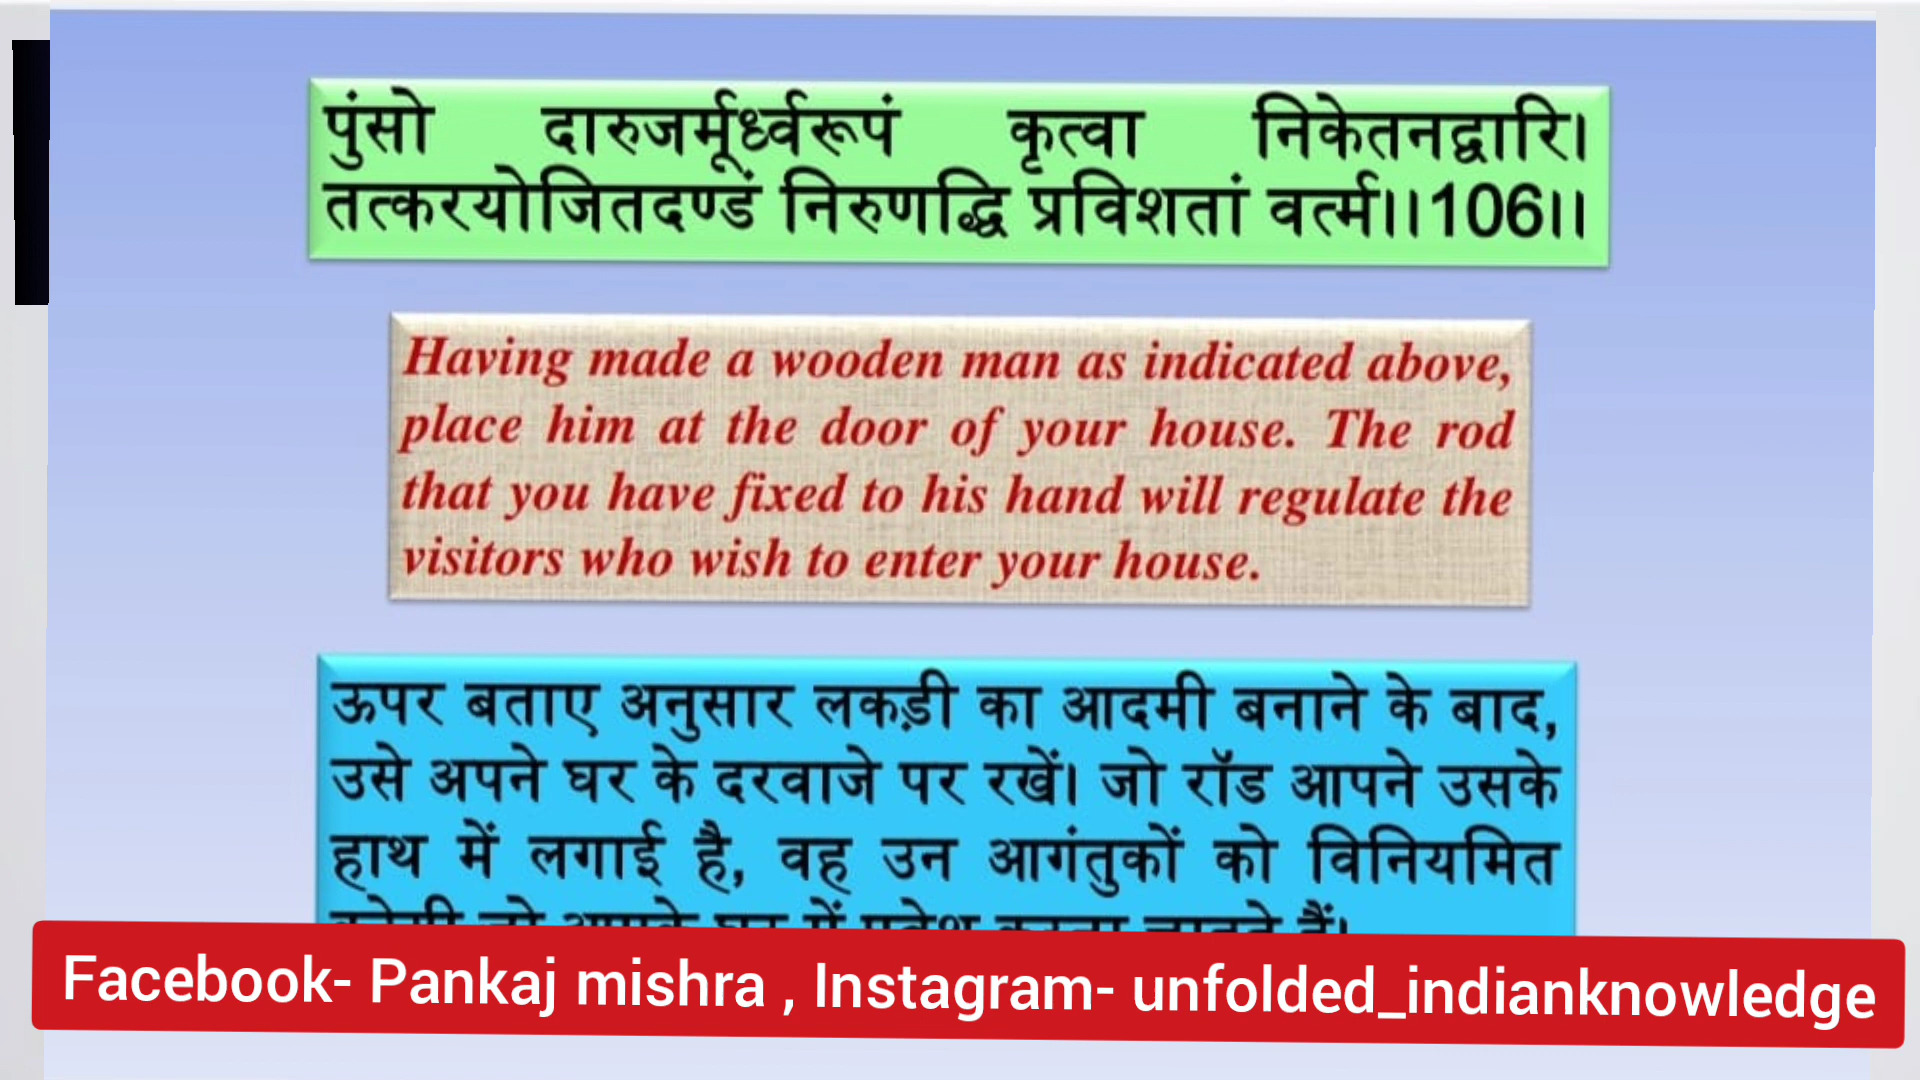 पुंसो दारुजमूर्ध्वरूपं कृत्वा निकेतनद्वारि।
तत्करयोजितदण्डं निरुणद्धि प्रविशतां वर्त्म।।106।।
Having made a wooden man as indicated above,
place him at the door of your house. The rod
that you have fixed to his hand will regulate the
visitors who wish to enter your house.
ऊपर बताए अनुसार लकड़ी का आदमी बनाने के बाद,
उसे अपने घर के दरवाजे पर रखें। जो रॉड आपने उसके
हाथ में लगाई है, वह उन आगंतुकों को विनियमित
Facebook- Pankaj mishra , Instagram- unfolded_indianknowledge